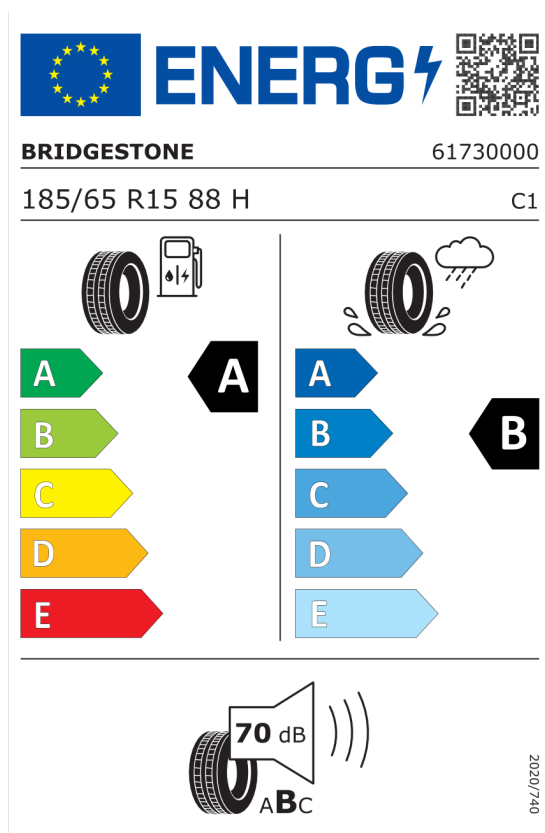 ENERG
BRIDGESTONE 61730000
185/65 R15 88 H C1
A A A
B B B
C C
D D
E E
70 dB
ABC
2020/740